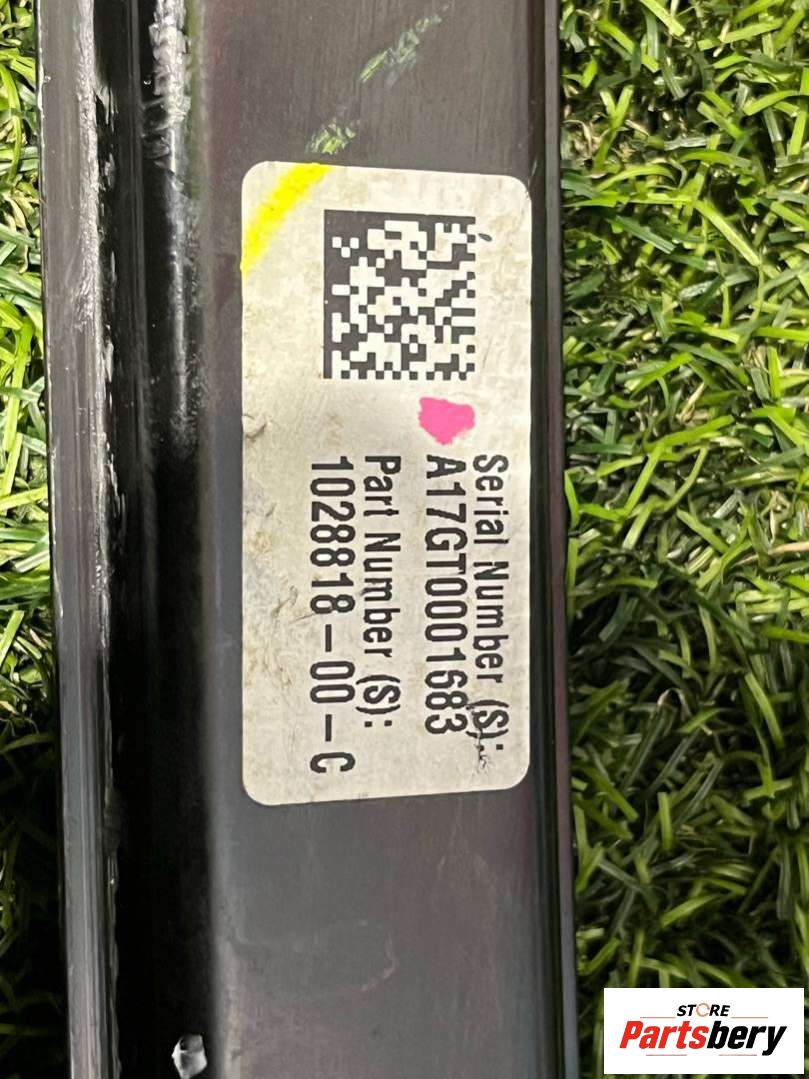 Serial Number (S):
A17GT0001683
Part Number (S):
1028818-00-C
STORE
Partsbery